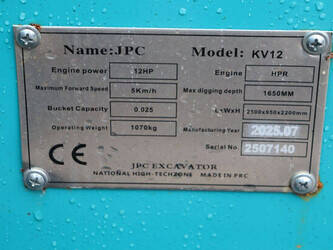 Name:JPC Model: KV12
Engine power 12HP Engine HPR
Maximum Forward Speed 5Km/h Max digging depth 1650MM
Bucket Capacity 0.025 LxWxH 2500x950x2200mm
Operating Weight 1070kg Manufacturing Year 2025.07
Serial No 2507140
CE
JPC EXCAVATOR
NATIONAL HIGH-TECHZONE MADE IN PRC